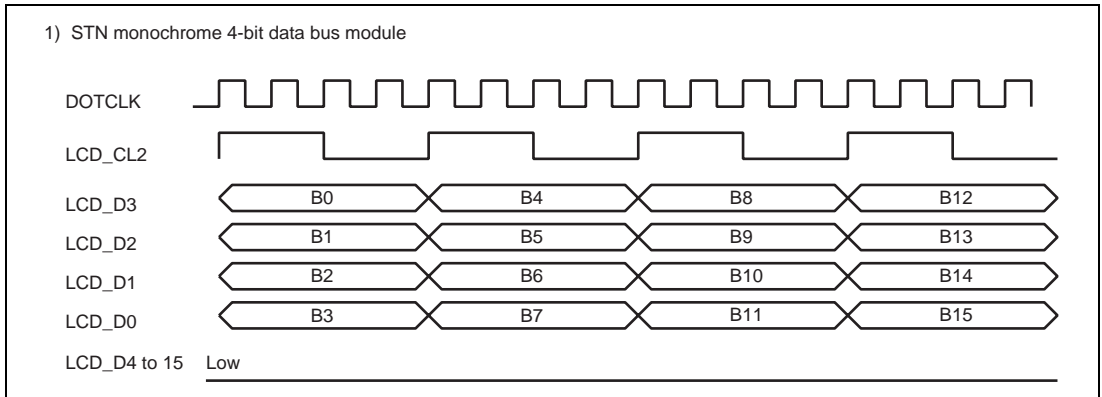 1) STN monochrome 4-bit data bus module
DOTCLK
LCD_CL2
LCD_D3 B0 B4 B8 B12
LCD_D2 B1 B5 B9 B13
LCD_D1 B2 B6 B10 B14
LCD_D0 B3 B7 B11 B15
LCD_D4 to 15 Low